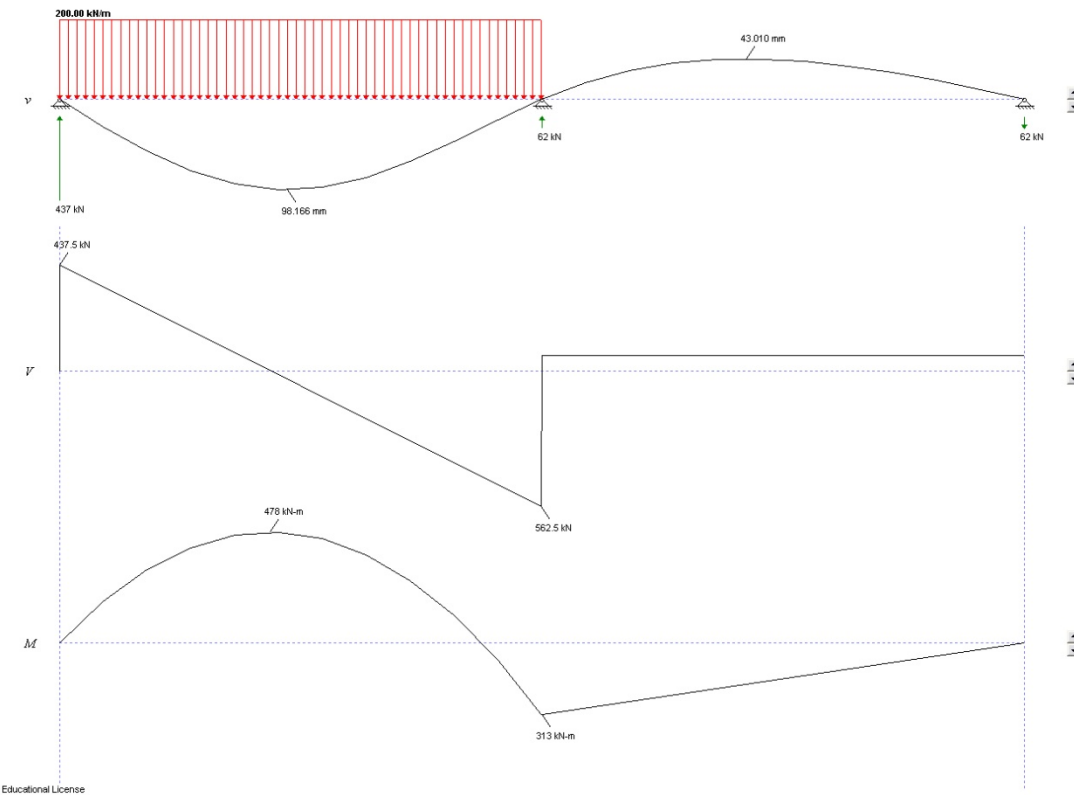 200.00 kN/m
43.010 mm
v
62 kN
62 kN
437 kN
98.166 mm
437.5 kN
V
562.5 kN
478 kN-m
M
313 kN-m
Educational License